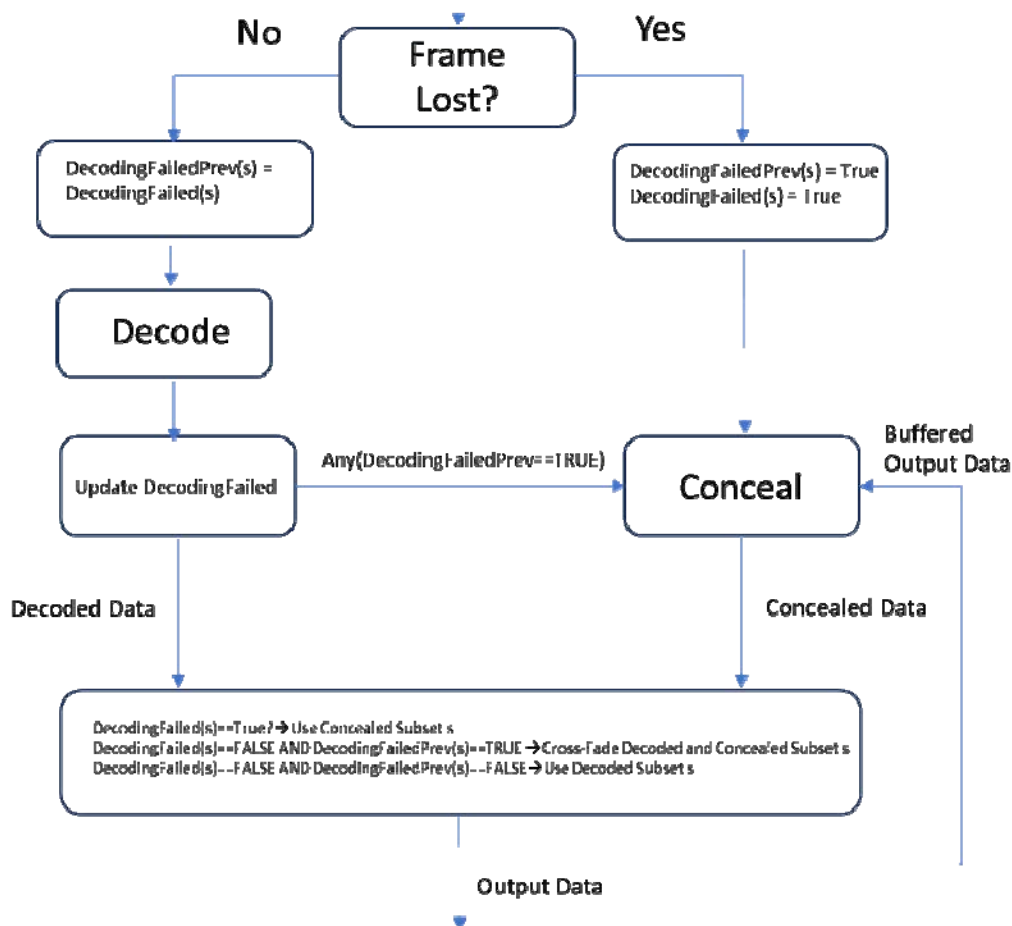 No
Yes
Frame
Lost?
DecodingFailedPrev(s) =
DecodingFailed(s)
DecodingFailedPrev(s) = True
DecodingFailed(s) = True
Decode
Update DecodingFailed
Any(DecodingFailedPrev==TRUE)
Conceal
Buffered
Output Data
Decoded Data
Concealed Data
DecodingFailed(s)==True? → Use Concealed Subset s
DecodingFailed(s)==FALSE AND DecodingFailedPrev(s)==TRUE → Cross-Fade Decoded and Concealed Subset s
DecodingFailed(s)==FALSE AND DecodingFailedPrev(s)==FALSE → Use Decoded Subset s
Output Data